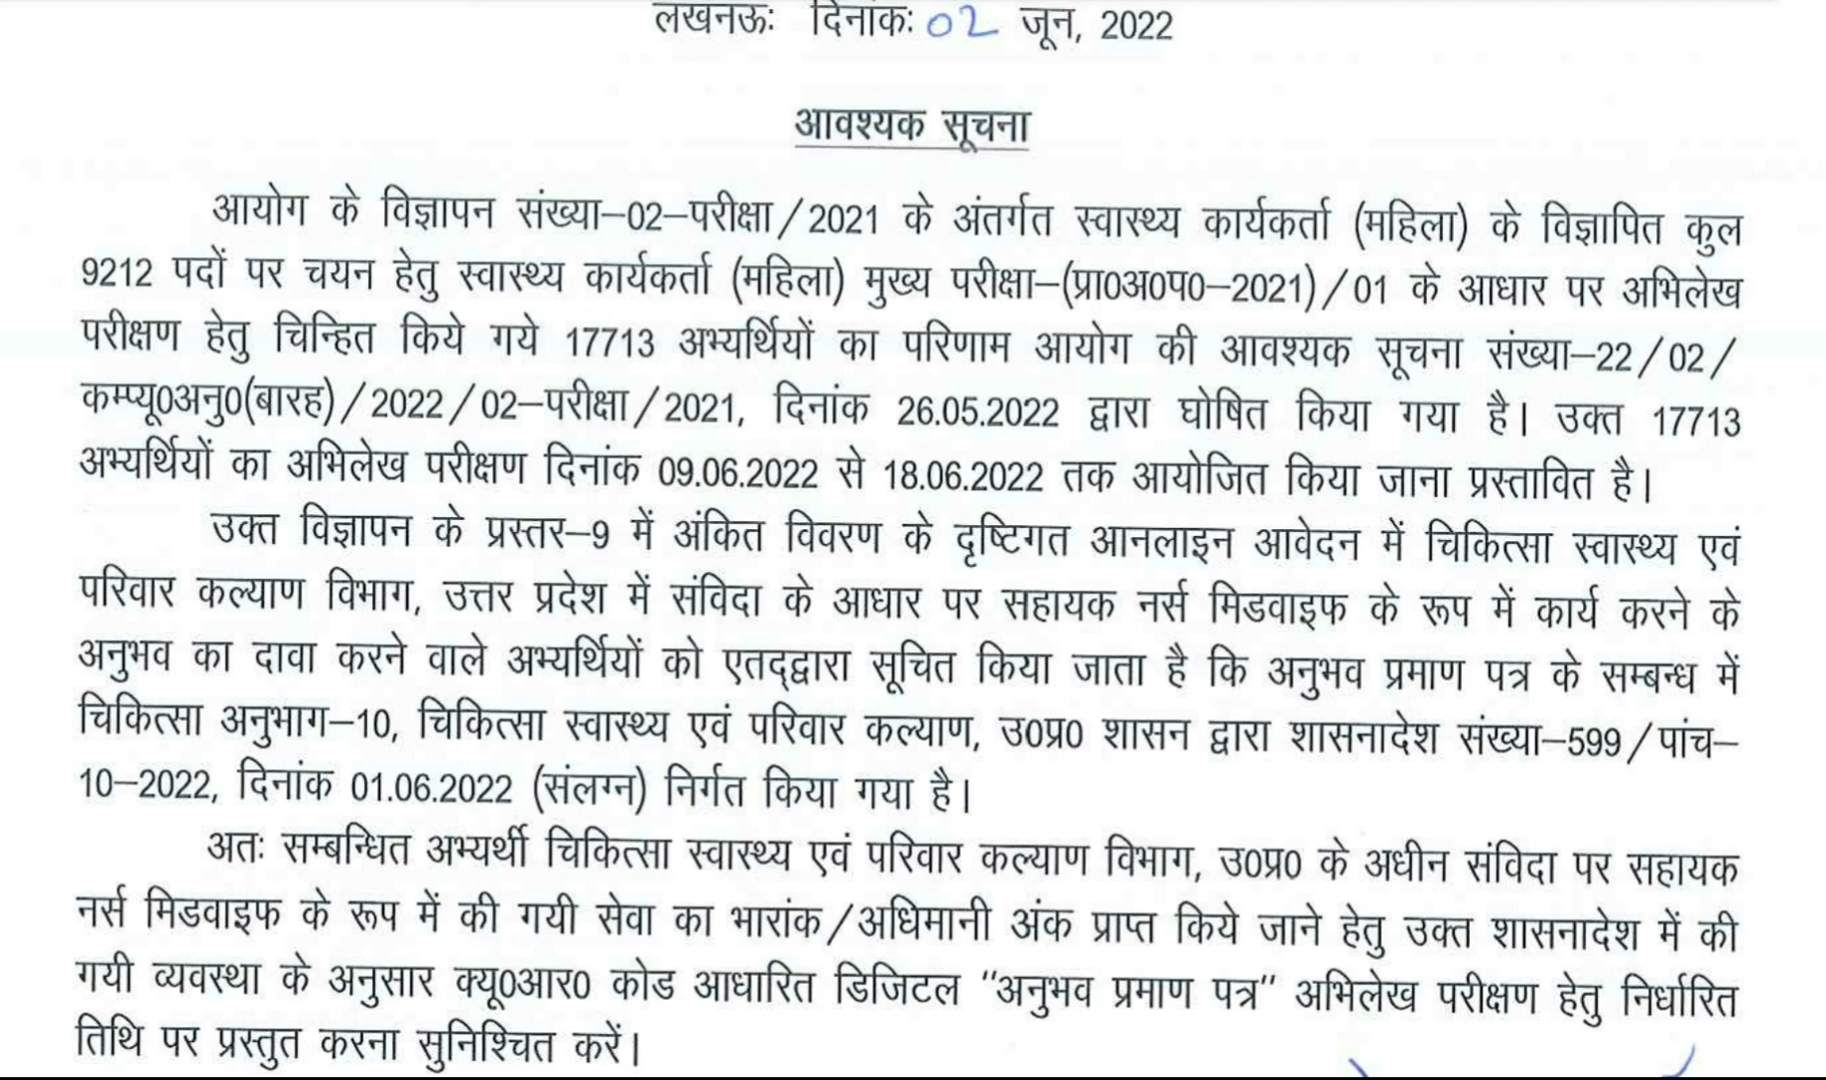 लखनऊः दिनांकः 02 जून, 2022
आवश्यक सूचना
आयोग के विज्ञापन संख्या–02–परीक्षा/2021 के अंतर्गत स्वास्थ्य कार्यकर्ता (महिला) के विज्ञापित कुल
9212 पदों पर चयन हेतु स्वास्थ्य कार्यकर्ता (महिला) मुख्य परीक्षा–(प्रा0अ0प0–2021)/01 के आधार पर अभिलेख
परीक्षण हेतु चिन्हित किये गये 17713 अभ्यर्थियों का परिणाम आयोग की आवश्यक सूचना संख्या–22/02/
कम्प्यू0अनु0(बारह)/2022/02–परीक्षा/2021, दिनांक 26.05.2022 द्वारा घोषित किया गया है। उक्त 17713
अभ्यर्थियों का अभिलेख परीक्षण दिनांक 09.06.2022 से 18.06.2022 तक आयोजित किया जाना प्रस्तावित है।
उक्त विज्ञापन के प्रस्तर–9 में अंकित विवरण के दृष्टिगत आनलाइन आवेदन में चिकित्सा स्वास्थ्य एवं
परिवार कल्याण विभाग, उत्तर प्रदेश में संविदा के आधार पर सहायक नर्स मिडवाइफ के रूप में कार्य करने के
अनुभव का दावा करने वाले अभ्यर्थियों को एतद्द्वारा सूचित किया जाता है कि अनुभव प्रमाण पत्र के सम्बन्ध में
चिकित्सा अनुभाग–10, चिकित्सा स्वास्थ्य एवं परिवार कल्याण, उ0प्र0 शासन द्वारा शासनादेश संख्या–599/पांच–
10–2022, दिनांक 01.06.2022 (संलग्न) निर्गत किया गया है।
अतः सम्बन्धित अभ्यर्थी चिकित्सा स्वास्थ्य एवं परिवार कल्याण विभाग, उ0प्र0 के अधीन संविदा पर सहायक
नर्स मिडवाइफ के रूप में की गयी सेवा का भारांक/अधिमानी अंक प्राप्त किये जाने हेतु उक्त शासनादेश में की
गयी व्यवस्था के अनुसार क्यू0आर0 कोड आधारित डिजिटल "अनुभव प्रमाण पत्र" अभिलेख परीक्षण हेतु निर्धारित
तिथि पर प्रस्तुत करना सुनिश्चित करें।